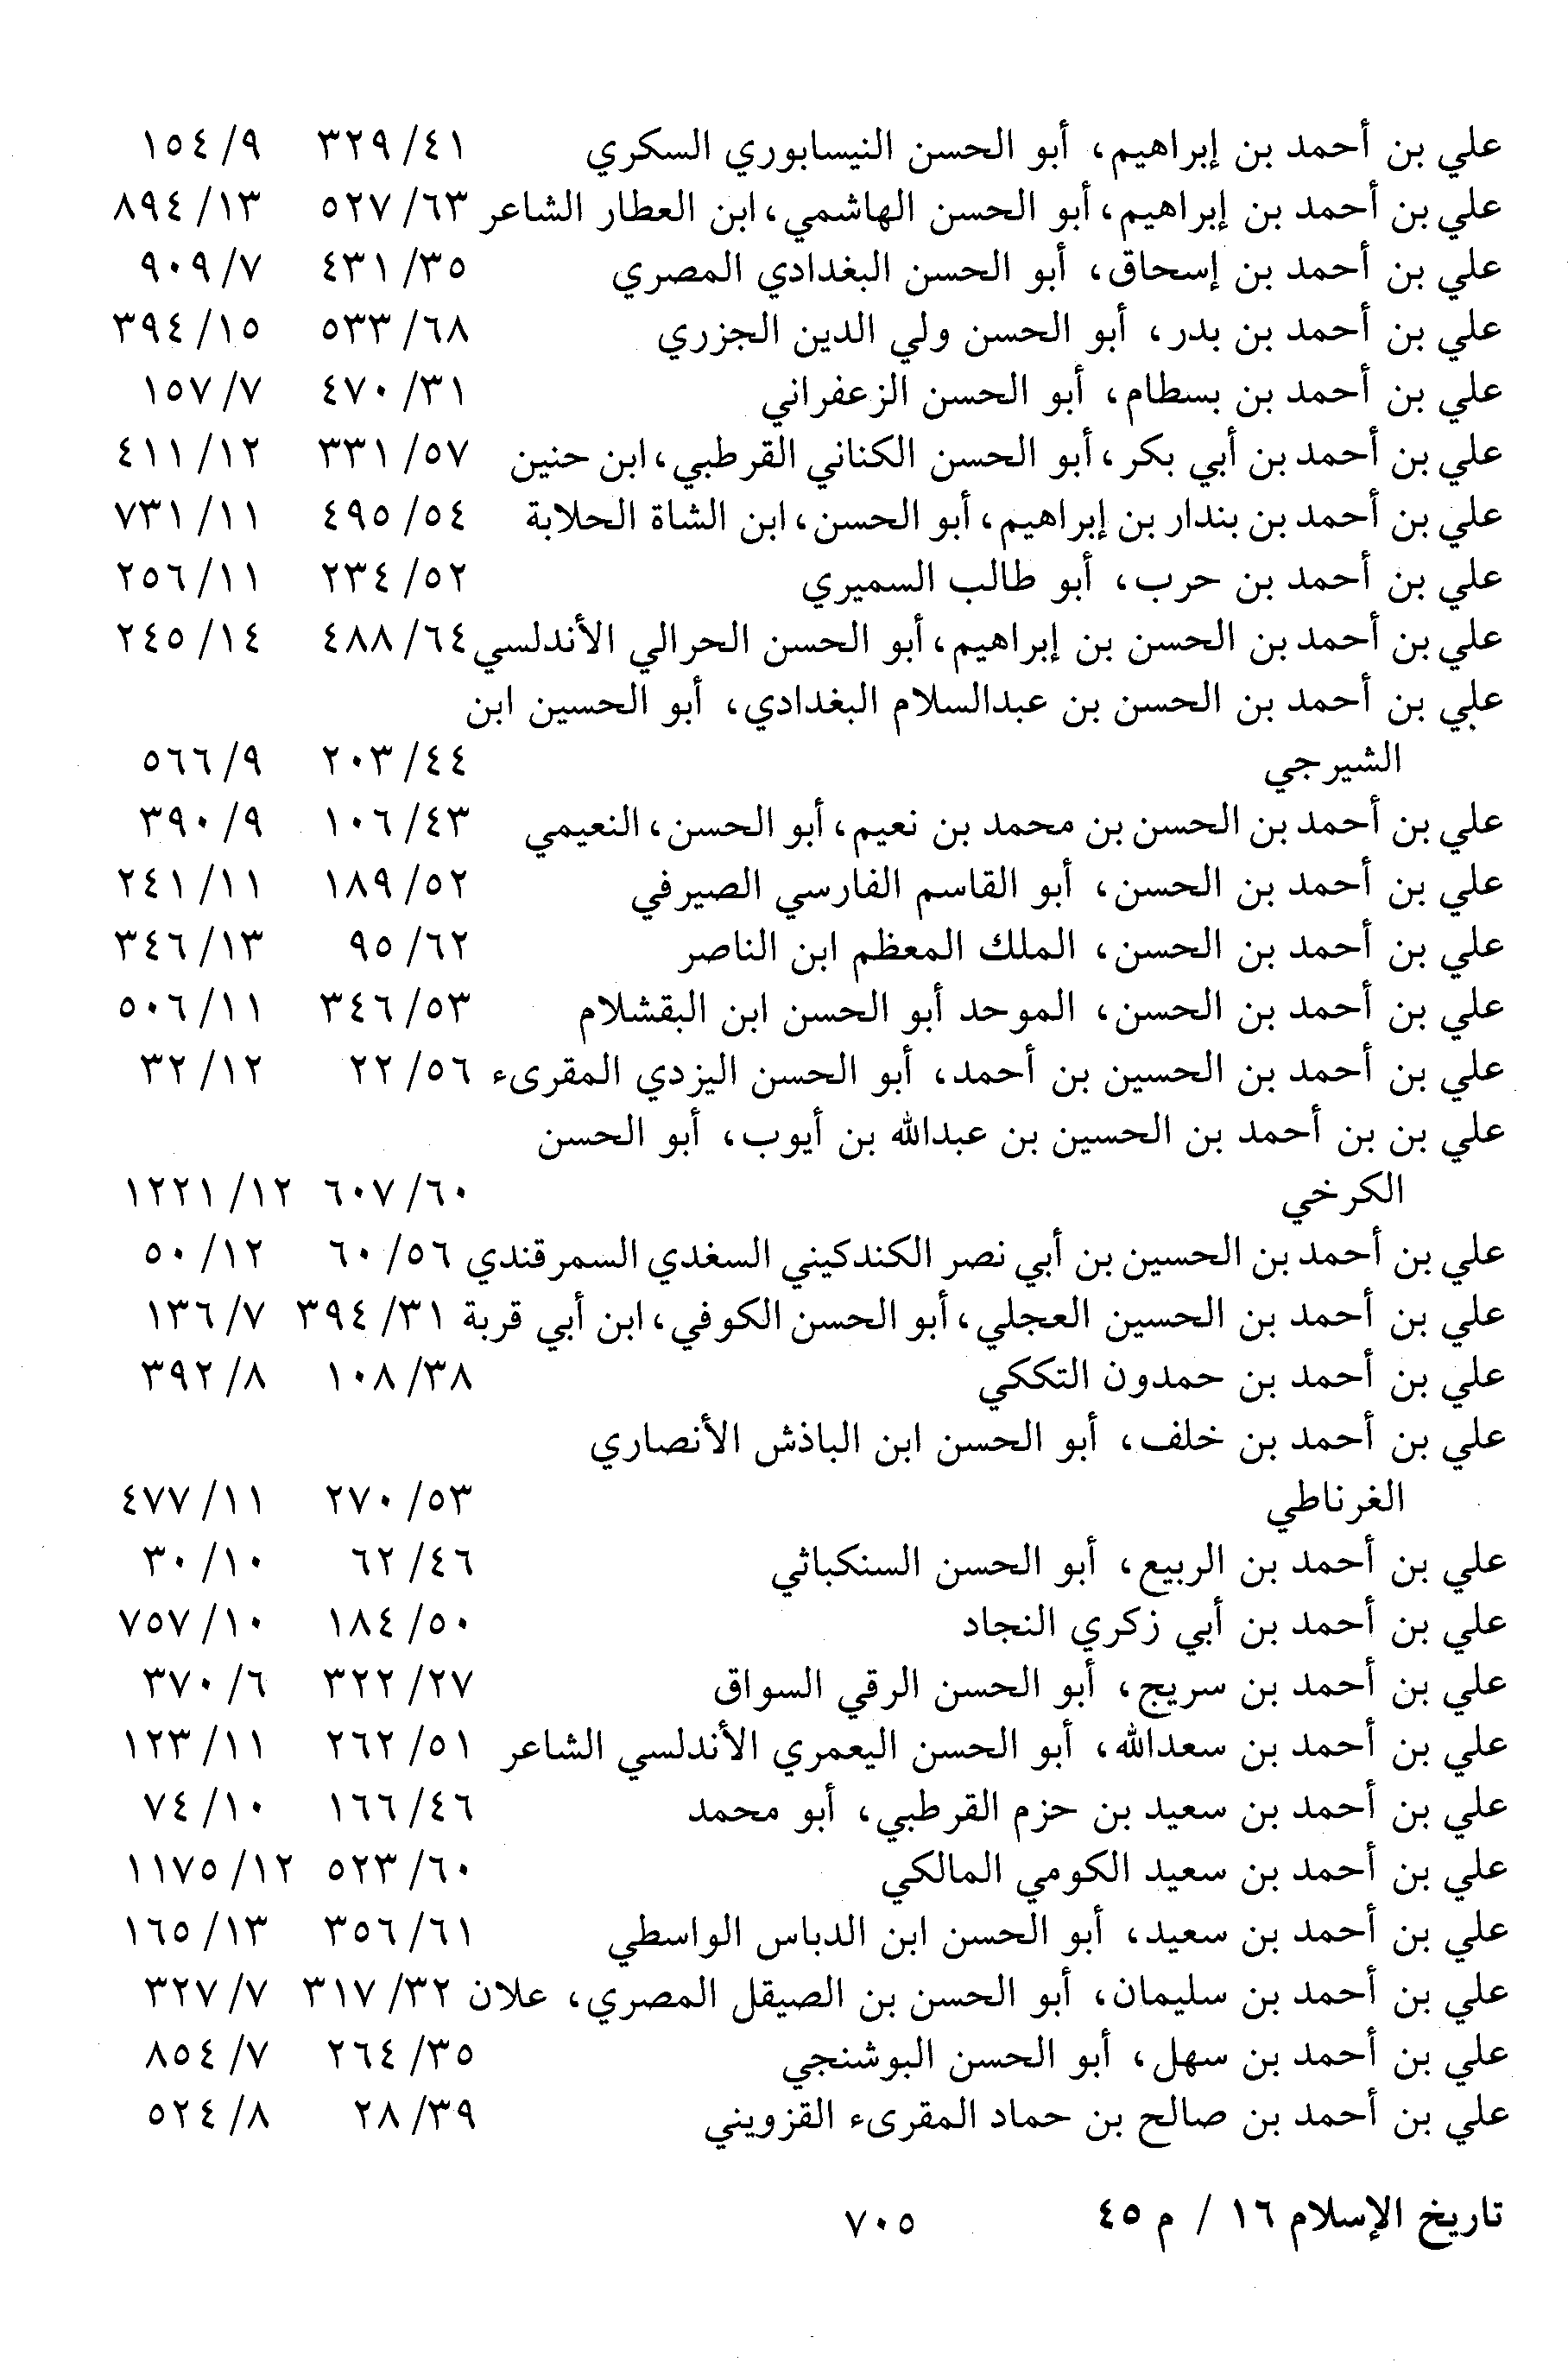 علي بن أحمد بن إبراهيم، أبو الحسن النيسابوري السكري ٤١/ ٣٢٩ ٩/ ١٥٤
علي بن أحمد بن إبراهيم، أبو الحسن الهاشمي، ابن العطار الشاعر ٦٣/ ٥٢٧ ١٣/ ٨٩٤
علي بن أحمد بن إسحاق، أبو الحسن البغدادي المصري ٣٥/ ٤٣١ ٧/ ٩٠٩
علي بن أحمد بن بدر، أبو الحسن ولي الدين الجزري ٦٨/ ٥٣٣ ١٥/ ٣٩٤
علي بن أحمد بن بسطام، أبو الحسن الزعفراني ٣١/ ٤٧٠ ٧/ ١٥٧
علي بن أحمد بن أبي بكر، أبو الحسن الكناني القرطبي، ابن حنين ٥٧/ ٣٣١ ١٢/ ٤١١
علي بن أحمد بن بندار بن إبراهيم، أبو الحسن، ابن الشاة الحلابة ٥٤/ ٤٩٥ ١١/ ٧٣١
علي بن أحمد بن حرب، أبو طالب السميري ٥٢/ ٢٣٤ ١١/ ٢٥٦
علي بن أحمد بن الحسن بن إبراهيم، أبو الحسن الحرالي الأندلسي ٦٤/ ٤٨٨ ١٤/ ٢٤٥
علي بن أحمد بن الحسن بن عبدالسلام البغدادي، أبو الحسين ابن
الشيرجي ٤٤/ ٢٠٣ ٩/ ٥٦٦
علي بن أحمد بن الحسن بن محمد بن نعيم، أبو الحسن، النعيمي ٤٣/ ١٠٦ ٩/ ٣٩٠
علي بن أحمد بن الحسن، أبو القاسم الفارسي الصيرفي ٥٢/ ١٨٩ ١١/ ٢٤١
علي بن أحمد بن الحسن، الملك المعظم ابن الناصر ٦٢/ ٩٥ ١٣/ ٣٤٦
علي بن أحمد بن الحسن، الموحد أبو الحسن ابن البقشلام ٥٣/ ٣٤٦ ١١/ ٥٠٦
علي بن أحمد بن الحسين بن أحمد، أبو الحسن اليزدي المقرىء ٥٦/ ٢٢ ١٢/ ٣٢
علي بن بن أحمد بن الحسين بن عبدالله بن أيوب، أبو الحسن
الكرخي ٦٠/ ٦٠٧ ١٢/ ١٢٢١
علي بن أحمد بن الحسين بن أبي نصر الكندكيني السغدي السمرقندي ٥٦/ ٦٠ ١٢/ ٥٠
علي بن أحمد بن الحسين العجلي، أبو الحسن الكوفي، ابن أبي قربة ٣١/ ٣٩٤ ٧/ ١٣٦
علي بن أحمد بن حمدون التككي ٣٨/ ١٠٨ ٨/ ٣٩٢
علي بن أحمد بن خلف، أبو الحسن ابن الباذش الأنصاري
الغرناطي ٥٣/ ٢٧٠ ١١/ ٤٧٧
علي بن أحمد بن الربيع، أبو الحسن السنكباثي ٤٦/ ٦٢ ١٠/ ٣٠
علي بن أحمد بن أبي زكري النجاد ٥٠/ ١٨٤ ١٠/ ٧٥٧
علي بن أحمد بن سريج، أبو الحسن الرقي السواق ٢٧/ ٣٢٢ ٦/ ٣٧٠
علي بن أحمد بن سعدالله، أبو الحسن اليعمري الأندلسي الشاعر ٥١/ ٢٦٢ ١١/ ١٢٣
علي بن أحمد بن سعيد بن حزم القرطبي، أبو محمد ٤٦/ ١٦٦ ١٠/ ٧٤
علي بن أحمد بن سعيد الكومي المالكي ٦٠/ ٥٢٣ ١٢/ ١١٧٥
علي بن أحمد بن سعيد، أبو الحسن ابن الدباس الواسطي ٦١/ ٣٥٦ ١٣/ ١٦٥
علي بن أحمد بن سليمان، أبو الحسن بن الصيقل المصري، علان ٣٢/ ٣١٧ ٧/ ٣٢٧
علي بن أحمد بن سهل، أبو الحسن البوشنجي ٣٥/ ٢٦٤ ٧/ ٨٥٤
علي بن أحمد بن صالح بن حماد المقرىء القزويني ٣٩/ ٢٨ ٨/ ٥٢٤
تاريخ الإسلام ١٦ / م ٤٥ ٧٠٥